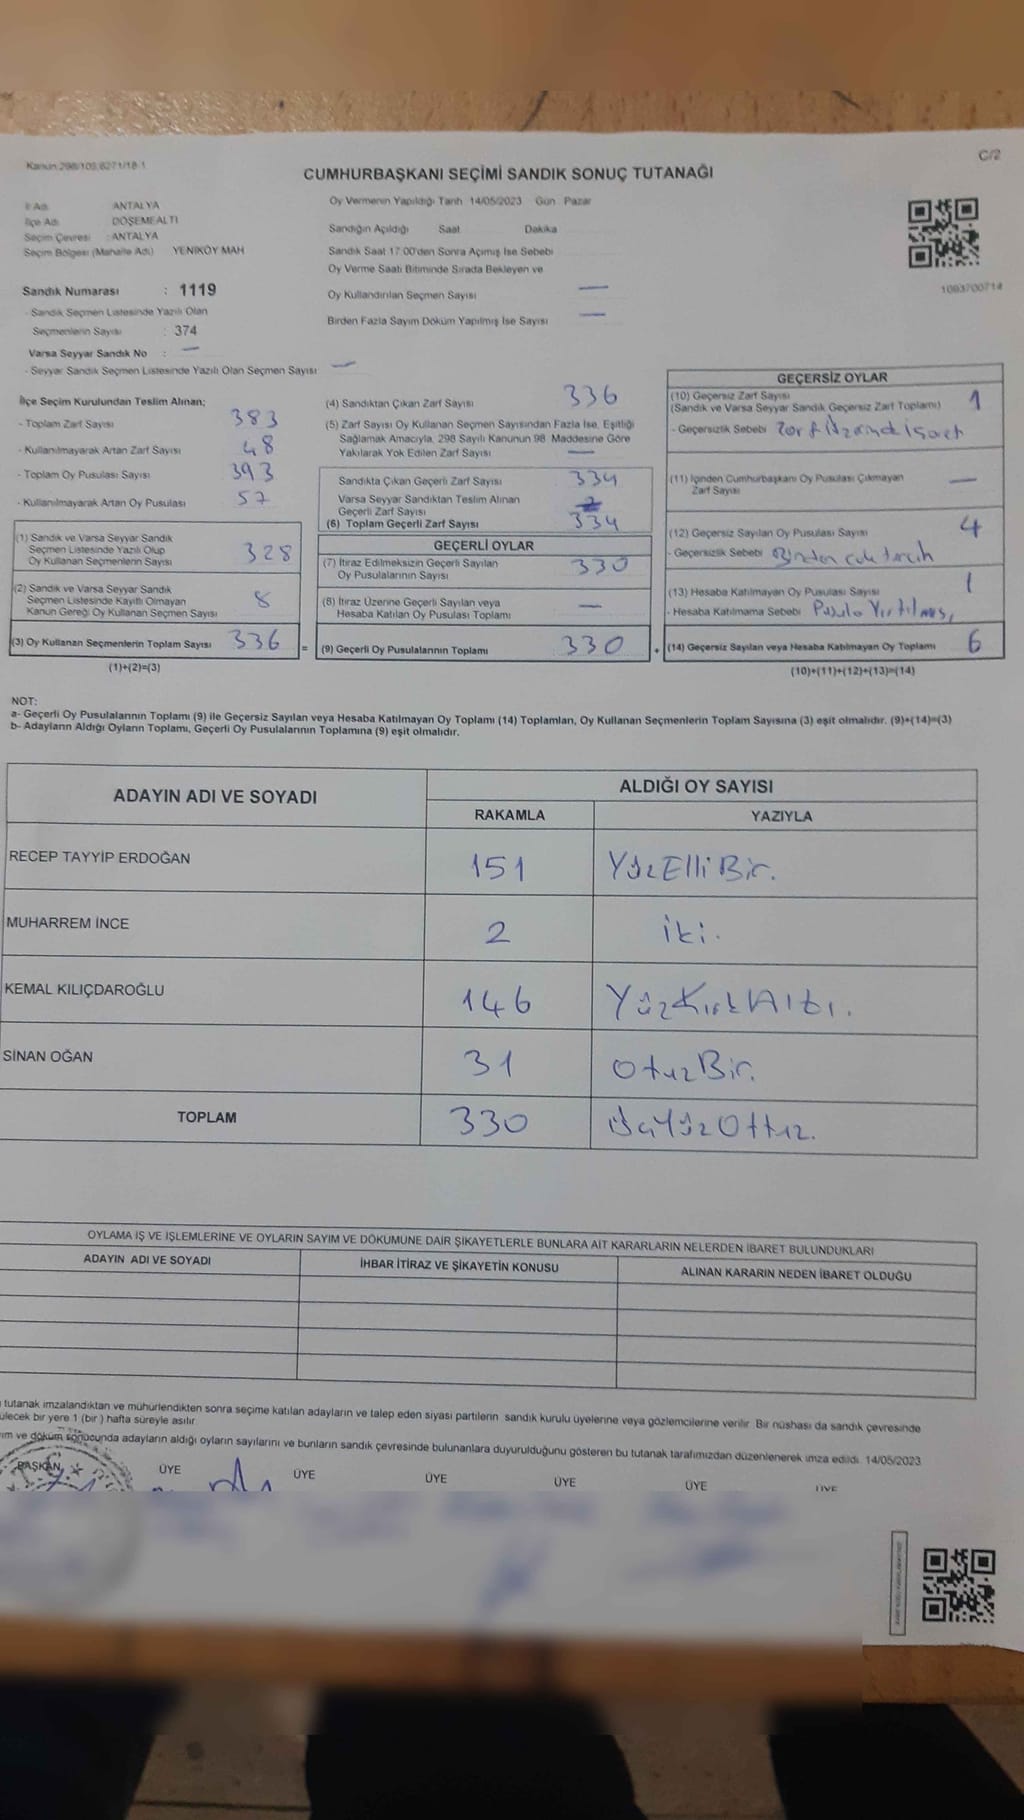 Kanun 298/105,6271/18-1
C/2
CUMHURBAŞKANI SEÇİMİ SANDIK SONUÇ TUTANAĞI
İl Adı : ANTALYA
İlçe Adı : DÖŞEMEALTI
Seçim Çevresi : ANTALYA
Seçim Bölgesi (Mahalle Adı) YENİKÖY MAH
Sandık Numarası : 1119
- Sandık Seçmen Listesinde Yazılı Olan
Seçmenlerin Sayısı : 374
Varsa Seyyar Sandık No : —
- Seyyar Sandık Seçmen Listesinde Yazılı Olan Seçmen Sayısı —
Oy Vermenin Yapıldığı Tarih 14/05/2023 Gün : Pazar
Sandığın Açıldığı Saat Dakika
Sandık Saat 17:00'den Sonra Açılmış İse Sebebi
Oy Verme Saati Bitiminde Sırada Bekleyen ve
Oy Kullandırılan Seçmen Sayısı —
Birden Fazla Sayım Döküm Yapılmış İse Sayısı —
1093700714
İlçe Seçim Kurulundan Teslim Alınan;
- Toplam Zarf Sayısı 383
- Kullanılmayarak Artan Zarf Sayısı 48
- Toplam Oy Pusulası Sayısı 393
- Kullanılmayarak Artan Oy Pusulası 57
(1) Sandık ve Varsa Seyyar Sandık
Seçmen Listesinde Yazılı Olup
Oy Kullanan Seçmenlerin Sayısı 328
(2) Sandık ve Varsa Seyyar Sandık
Seçmen Listesinde Kayıtlı Olmayan
Kanun Gereği Oy Kullanan Seçmen Sayısı 8
(3) Oy Kullanan Seçmenlerin Toplam Sayısı 336
(1)+(2)=(3)
(4) Sandıktan Çıkan Zarf Sayısı 336
(5) Zarf Sayısı Oy Kullanan Seçmen Sayısından Fazla İse, Eşitliği
Sağlamak Amacıyla, 298 Sayılı Kanunun 98. Maddesine Göre
Yakılarak Yok Edilen Zarf Sayısı —
Sandıkta Çıkan Geçerli Zarf Sayısı 334
Varsa Seyyar Sandıktan Teslim Alınan
Geçerli Zarf Sayısı
(6) Toplam Geçerli Zarf Sayısı 334
GEÇERLİ OYLAR
(7) İtiraz Edilmeksizin Geçerli Sayılan
Oy Pusulalarının Sayısı 330
(8) İtiraz Üzerine Geçerli Sayılan veya
Hesaba Katılan Oy Pusulası Toplamı —
= (9) Geçerli Oy Pusulalarının Toplamı 330
GEÇERSİZ OYLAR
(10) Geçersiz Zarf Sayısı 1
(Sandık ve Varsa Seyyar Sandık Geçersiz Zarf Toplamı)
- Geçersizlik Sebebi Zarf Üzerinde İşaret
(11) İçinden Cumhurbaşkanı Oy Pusulası Çıkmayan
Zarf Sayısı —
(12) Geçersiz Sayılan Oy Pusulası Sayısı 4
- Geçersizlik Sebebi Birden çok tercih
(13) Hesaba Katılmayan Oy Pusulası Sayısı 1
- Hesaba Katılmama Sebebi Pusula Yırtılmış,
+ (14) Geçersiz Sayılan veya Hesaba Katılmayan Oy Toplamı 6
(10)+(11)+(12)+(13)=(14)
NOT:
a- Geçerli Oy Pusulalarının Toplamı (9) ile Geçersiz Sayılan veya Hesaba Katılmayan Oy Toplamı (14) Toplamları, Oy Kullanan Seçmenlerin Toplam Sayısına (3) eşit olmalıdır. (9)+(14)=(3)
b- Adayların Aldığı Oyların Toplamı, Geçerli Oy Pusulalarının Toplamına (9) eşit olmalıdır.
ADAYIN ADI VE SOYADI
ALDIĞI OY SAYISI
RAKAMLA YAZIYLA
RECEP TAYYİP ERDOĞAN 151 YüzElliBir.
MUHARREM İNCE 2 iki.
KEMAL KILIÇDAROĞLU 146 YüzKırkAltı.
SİNAN OĞAN 31 OtuzBir.
TOPLAM 330 ÜçYüzOtuz.
OYLAMA İŞ VE İŞLEMLERİNE VE OYLARIN SAYIM VE DÖKÜMÜNE DAİR ŞİKAYETLERLE BUNLARA AİT KARARLARIN NELERDEN İBARET BULUNDUKLARI
ADAYIN ADI VE SOYADI İHBAR İTİRAZ VE ŞİKAYETİN KONUSU ALINAN KARARIN NEDEN İBARET OLDUĞU
tutanak imzalandıktan ve mühürlendikten sonra seçime katılan adayların ve talep eden siyasi partilerin sandık kurulu üyelerine veya gözlemcilerine verilir. Bir nüshası da sandık çevresinde
bir yere 1 (bir) hafta süreyle asılır.
ve döküm sonucunda adayların aldığı oyların sayılarını ve bunların sandık çevresinde bulunanlara duyurulduğunu gösteren bu tutanak tarafımızdan düzenlenerek imza edildi. 14/05/2023
BAŞKAN ÜYE ÜYE ÜYE ÜYE ÜYE ÜYE